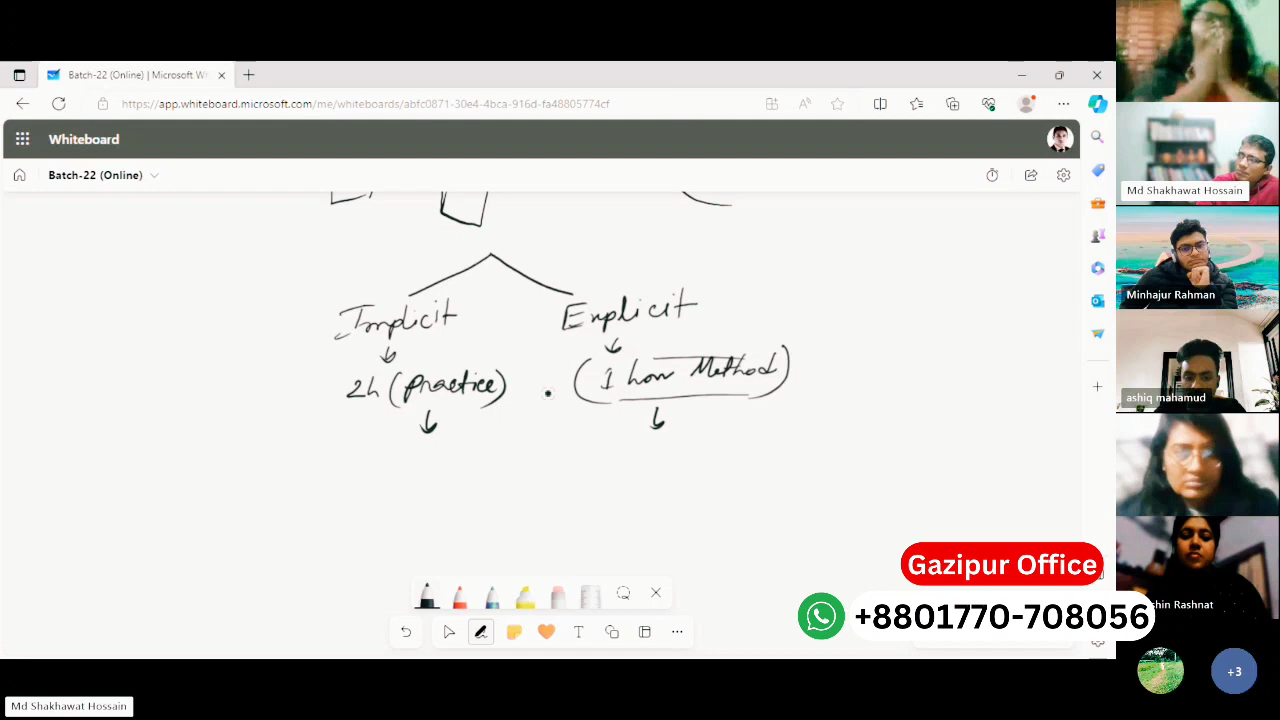 Batch-22 (Online) | Microsoft W
https://app.whiteboard.microsoft.com/me/whiteboards/abfc0871-30e4-4bca-916d-fa48805774cf
Whiteboard
Batch-22 (Online)
Implicit
Explicit
2h (practice)
(1 hour Method)
Md Shakhawat Hossain
Minhajur Rahman
ashiq mahamud
Rashnat
Gazipur Office
+8801770-708056
+3
Md Shakhawat Hossain